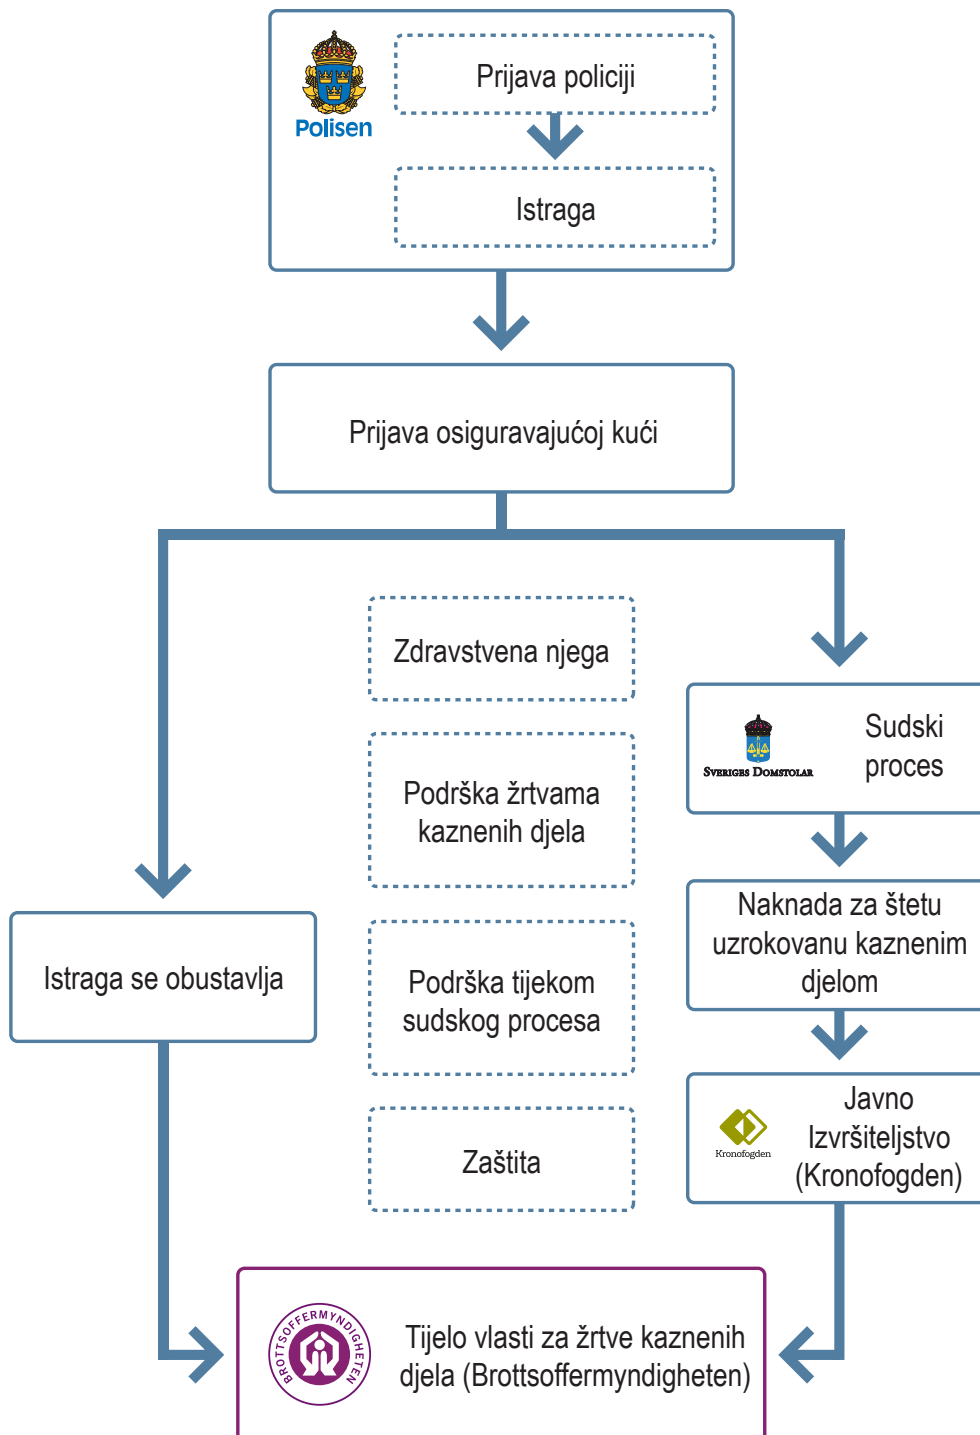 Polisen
Prijava policiji
Istraga
Prijava osiguravajućoj kući
Zdravstvena njega
Podrška žrtvama
kaznenih djela
Podrška tijekom
sudskog procesa
Zaštita
Istraga se obustavlja
SVERIGES DOMSTOLAR
Sudski
proces
Naknada za štetu
uzrokovanu kaznenim
djelom
Kronofogden
Javno
Izvršiteljstvo
(Kronofogden)
BROTTSOFFERMYNDIGHETEN
Tijelo vlasti za žrtve kaznenih
djela (Brottsoffermyndigheten)